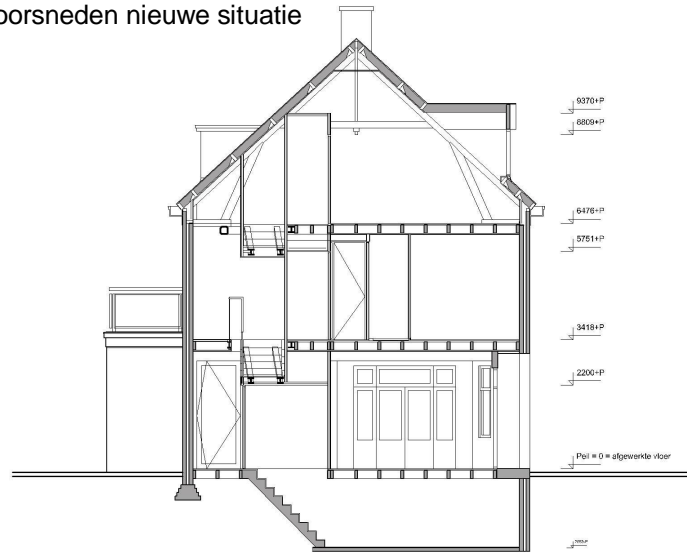 oorsneden nieuwe situatie
9370+P
8809+P
6476+P
5751+P
3418+P
2200+P
Peil = 0 = afgewerkte vloer